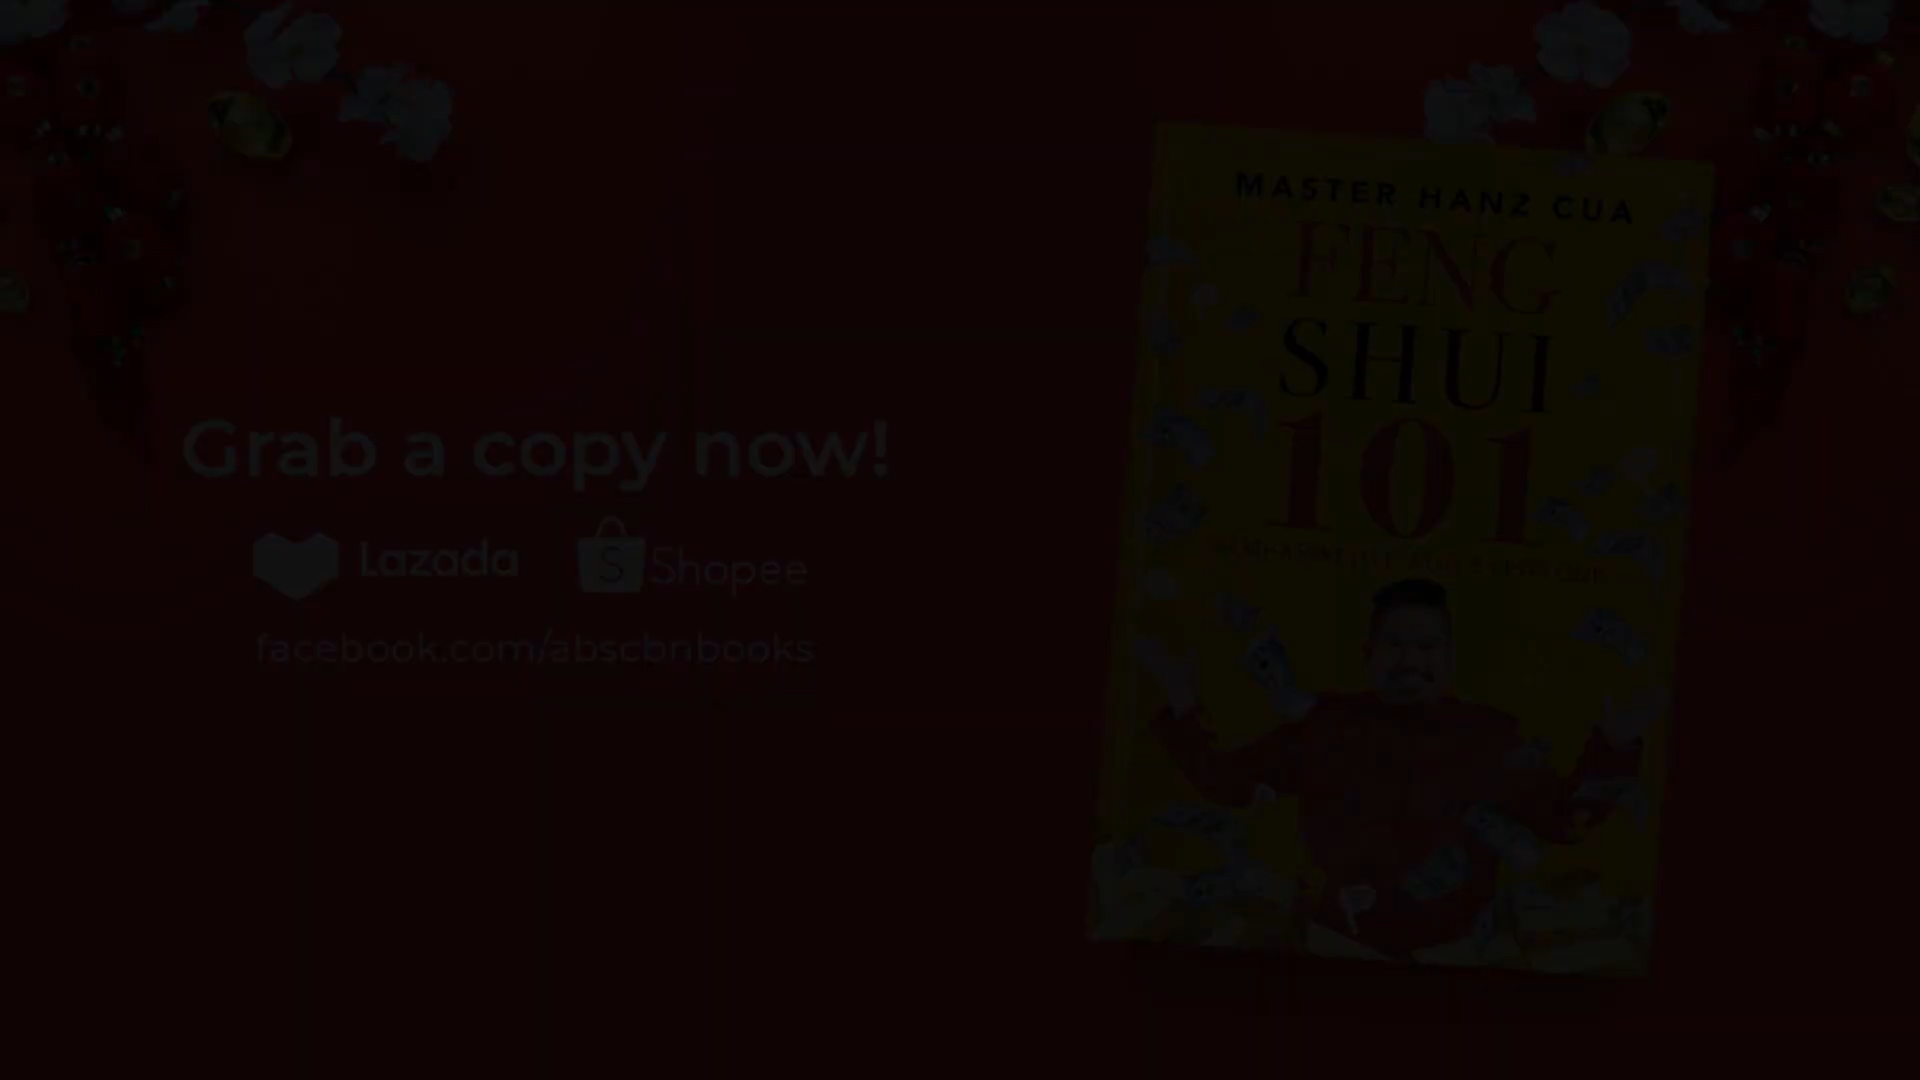 Grab a copy now!
Lazada
Shopee
facebook.com/abscbnbooks
MASTER HANZ CUA
FENG
SHUI
101